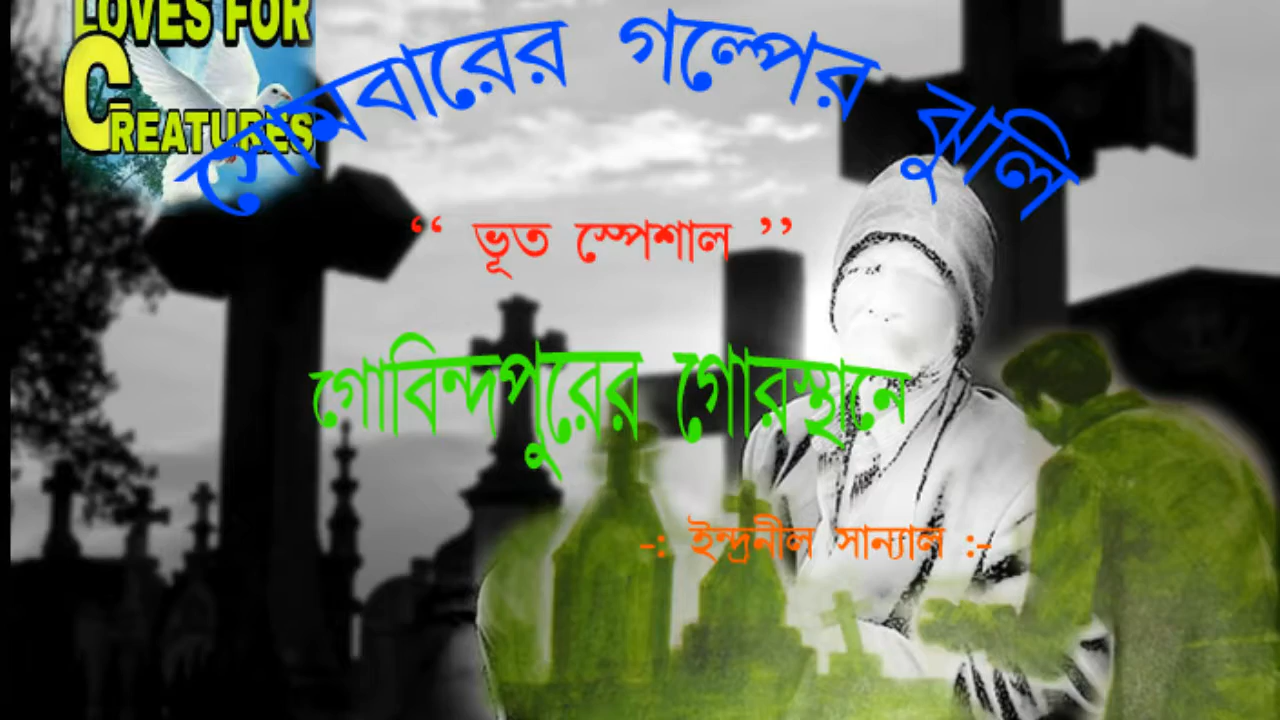 LOVES FOR
CREATURES
সোমবারের গল্পের ঝুলি
“ ভূত স্পেশাল ”
গোবিন্দপুরের গোরস্থানে
-: ইন্দ্রনীল সান্যাল :-